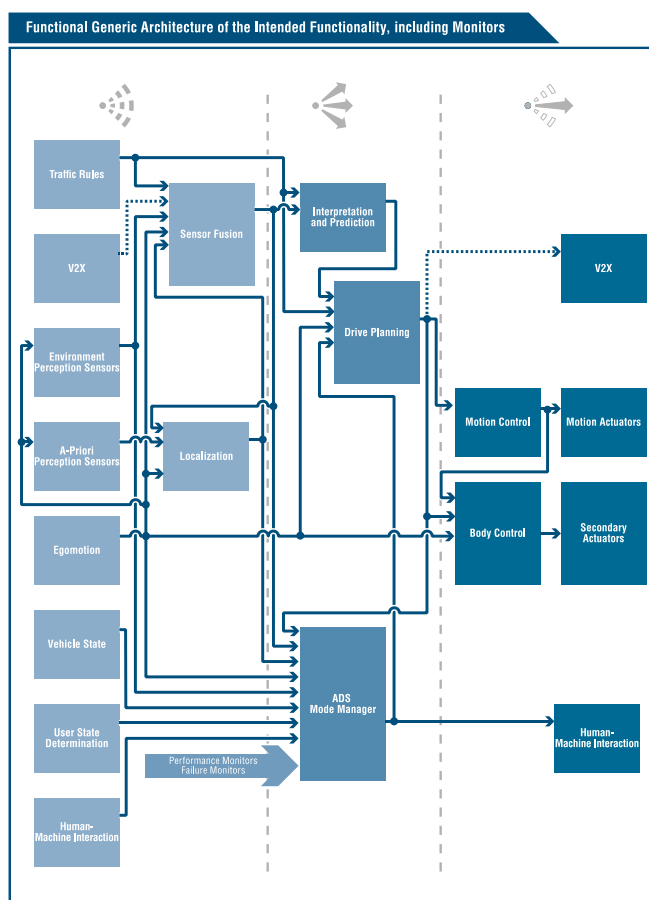 Functional Generic Architecture of the Intended Functionality, including Monitors
Traffic Rules
Sensor Fusion
Interpretation
and Prediction
V2X
V2X
Environment
Perception Sensors
Drive Planning
A-Priori
Perception Sensors
Localization
Motion Control
Motion Actuators
Egomotion
Body Control
Secondary
Actuators
Vehicle State
ADS
Mode Manager
User State
Determination
Human-
Machine Interaction
Performance Monitors
Failure Monitors
Human-
Machine Interaction